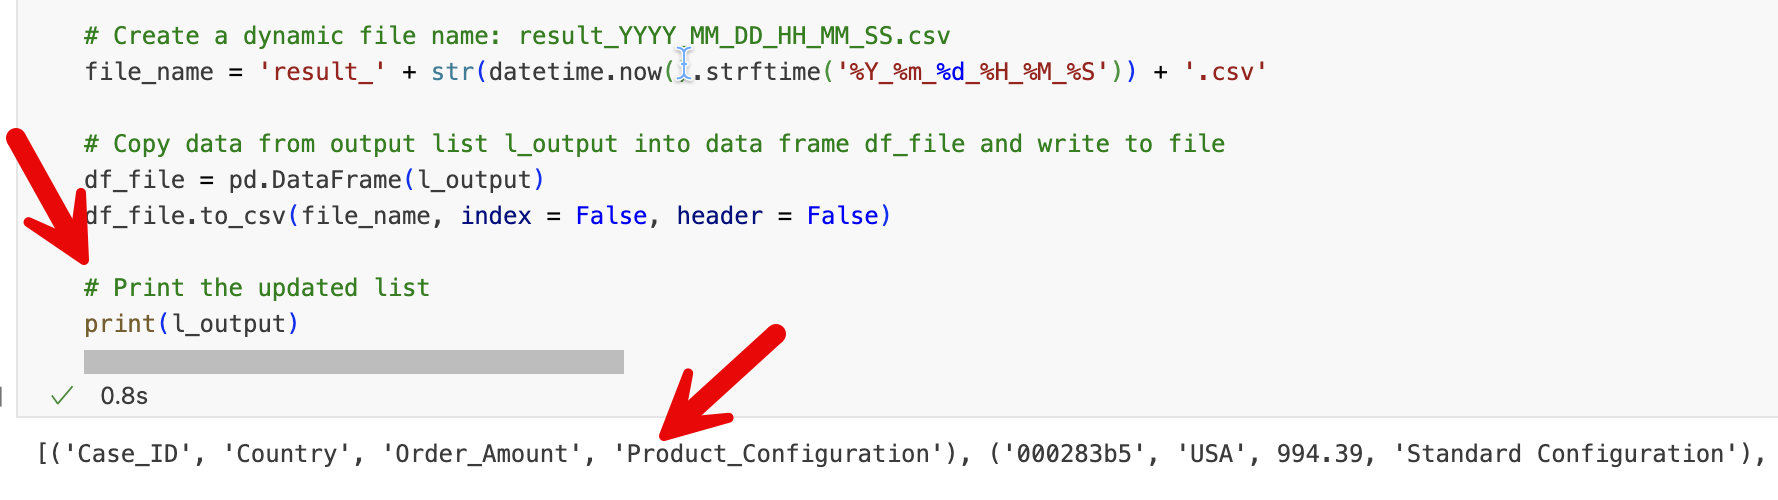 # Create a dynamic file name: result_YYYY_MM_DD_HH_MM_SS.csv
file_name = 'result_' + str(datetime.now().strftime('%Y_%m_%d_%H_%M_%S')) + '.csv'
# Copy data from output list l_output into data frame df_file and write to file
df_file = pd.DataFrame(l_output)
df_file.to_csv(file_name, index = False, header = False)
# Print the updated list
print(l_output)
0.8s
[('Case_ID', 'Country', 'Order_Amount', 'Product_Configuration'), ('000283b5', 'USA', 994.39, 'Standard Configuration'),